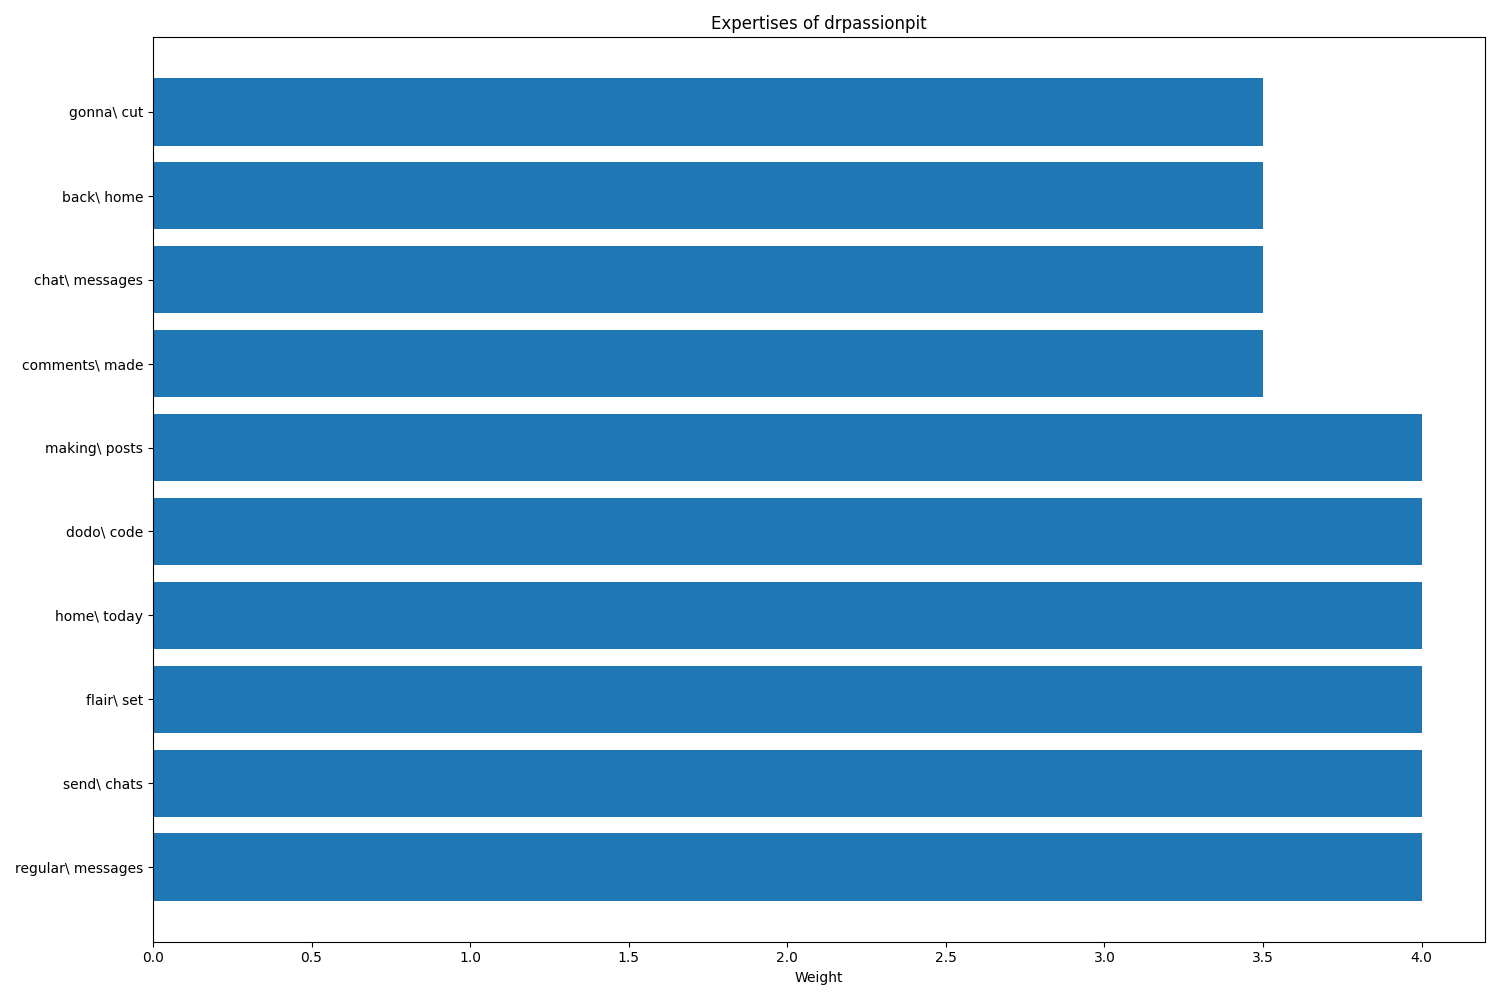 Expertises of drpassionpit
gonna\ cut
back\ home
chat\ messages
comments\ made
making\ posts
dodo\ code
home\ today
flair\ set
send\ chats
regular\ messages
0.0 0.5 1.0 1.5 2.0 2.5 3.0 3.5 4.0
Weight